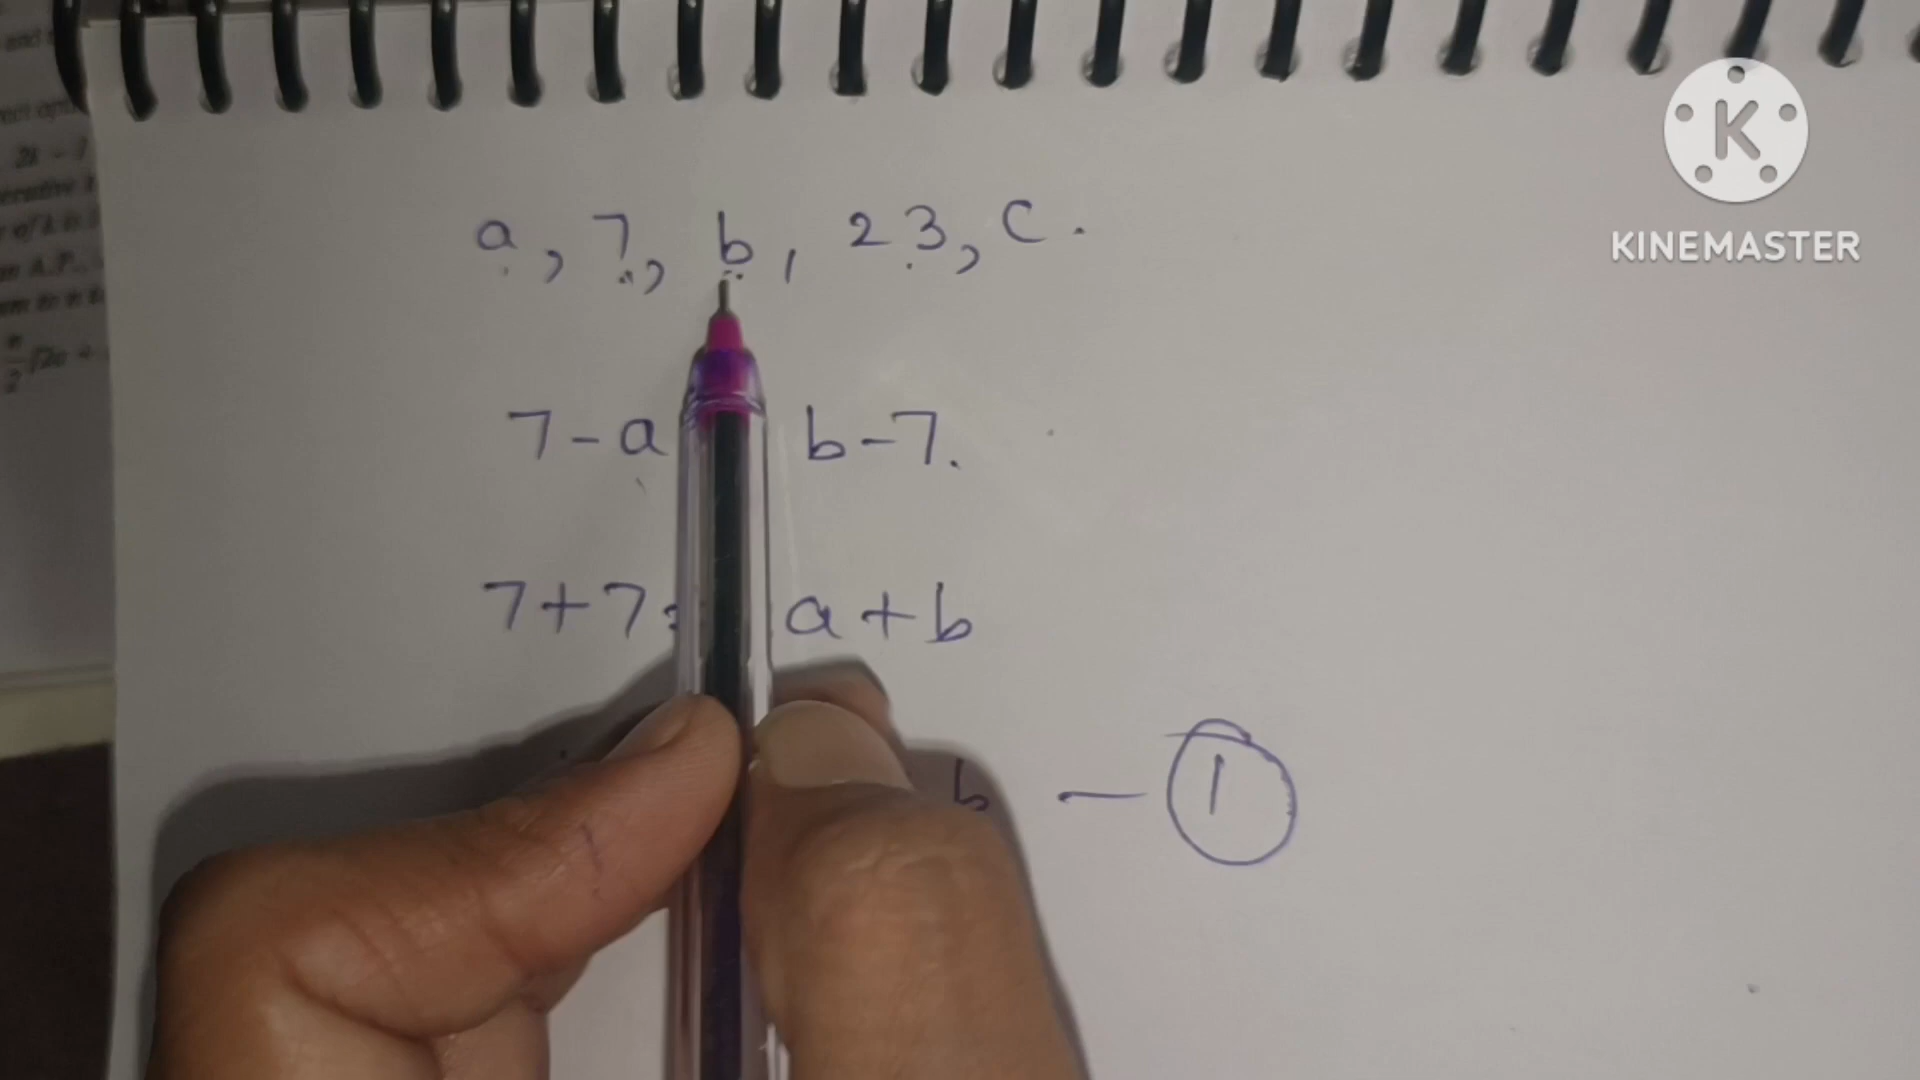 a, 7, b, 23, c.
KINEMASTER
7-a b-7.
7+7= a+b
b — 1